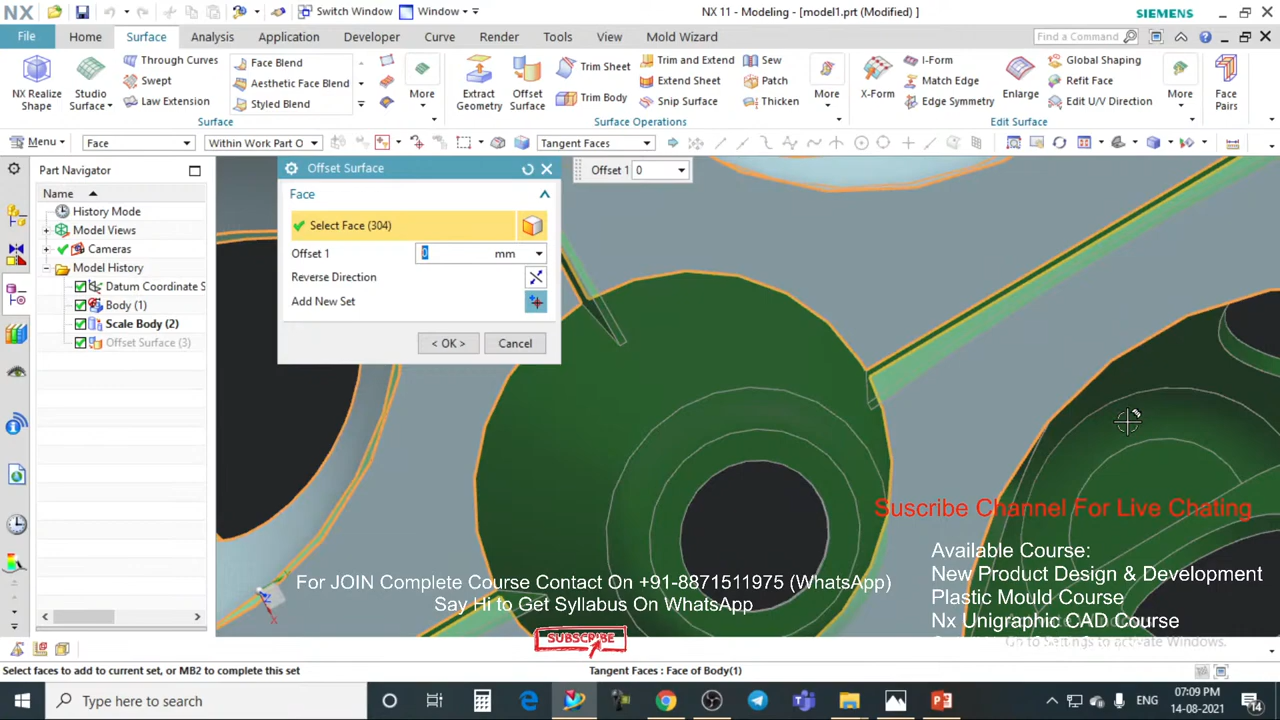 NX
Switch Window
Window
NX 11 - Modeling - [model1.prt (Modified) ]
SIEMENS
File
Home
Surface
Analysis
Application
Developer
Curve
Render
Tools
View
Mold Wizard
Find a Command
NX Realize Shape
Studio Surface
Through Curves
Swept
Law Extension
Face Blend
Aesthetic Face Blend
Styled Blend
More
Extract Geometry
Offset Surface
Trim Sheet
Trim Body
Trim and Extend
Extend Sheet
Snip Surface
Sew
Patch
Thicken
More
X-Form
I-Form
Match Edge
Edge Symmetry
Enlarge
Global Shaping
Refit Face
Edit U/V Direction
More
Face Pairs
Surface
Surface Operations
Edit Surface
Menu
Face
Within Work Part O
Tangent Faces
Part Navigator
Name
History Mode
Model Views
Cameras
Model History
Datum Coordinate S
Body (1)
Scale Body (2)
Offset Surface (3)
Offset Surface
Face
Select Face (304)
Offset 1
0
mm
Reverse Direction
Add New Set
< OK >
Cancel
Offset 1 0
Suscribe Channel For Live Chating
Available Course:
New Product Design & Development
Plastic Mould Course
Nx Unigraphic CAD Course
Go to Settings to activate Windows.
For JOIN Complete Course Contact On +91-8871511975 (WhatsApp)
Say Hi to Get Syllabus On WhatsApp
SUBSCRIBE
X
Select faces to add to current set, or MB2 to complete this set
Tangent Faces : Face of Body(1)
Type here to search
ENG
07:09 PM
14-08-2021
14